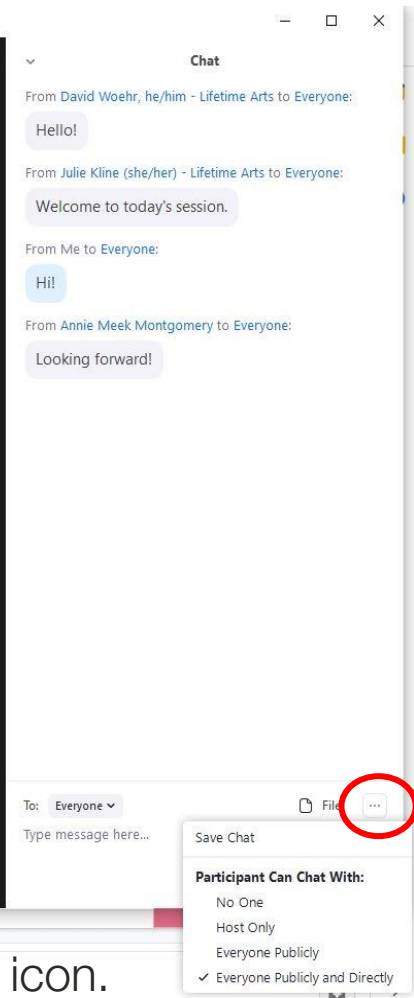 Chat
From David Woehr, he/him - Lifetime Arts to Everyone:
Hello!
From Julie Kline (she/her) - Lifetime Arts to Everyone:
Welcome to today's session.
From Me to Everyone:
Hi!
From Annie Meek Montgomery to Everyone:
Looking forward!
To: Everyone
File
...
Type message here...
Save Chat
Participant Can Chat With:
No One
Host Only
Everyone Publicly
✓ Everyone Publicly and Directly
icon.